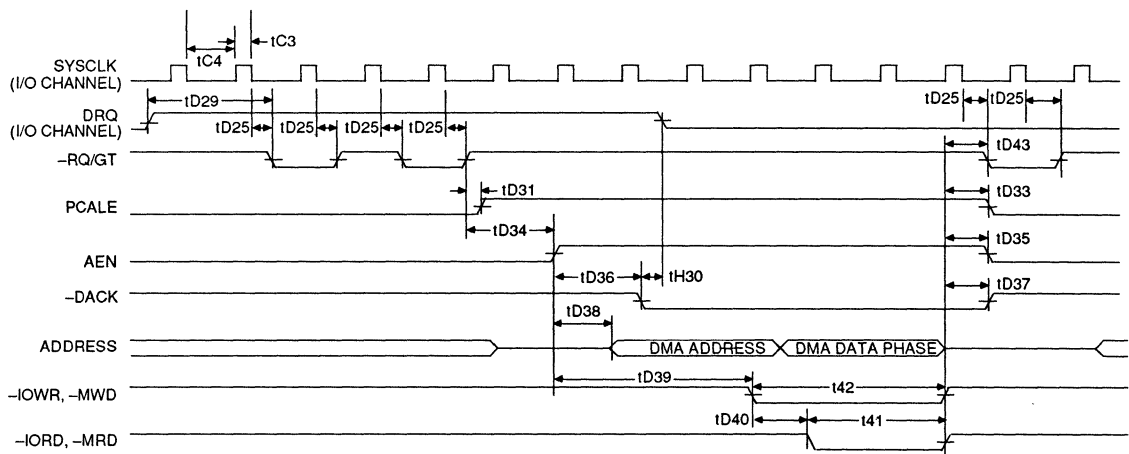 tC3
tC4
SYSCLK
(I/O CHANNEL)
tD29
tD25 tD25
DRQ
(I/O CHANNEL)
tD25 tD25 tD25 tD25
tD43
–RQ/GT
tD31
tD33
PCALE
tD34
tD35
AEN
tD36 tH30
tD37
–DACK
tD38
ADDRESS DMA ADDRESS DMA DATA PHASE
tD39 t42
–IOWR, –MWD
tD40 t41
–IORD, –MRD